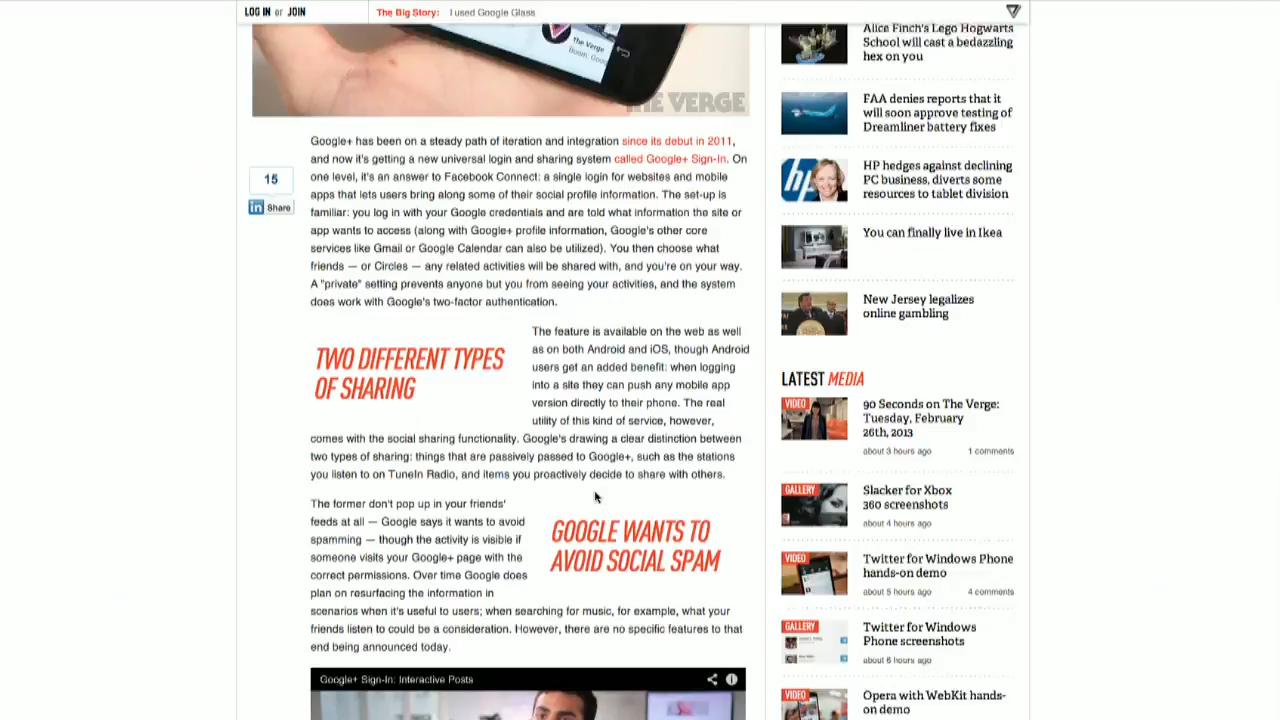 LOG IN or JOIN
The Big Story: I used Google Glass
The Verge
THE VERGE
15
in Share
Google+ has been on a steady path of iteration and integration since its debut in 2011,
and now it's getting a new universal login and sharing system called Google+ Sign-In. On
one level, it's an answer to Facebook Connect: a single login for websites and mobile
apps that lets users bring along some of their social profile information. The set-up is
familiar: you log in with your Google credentials and are told what information the site or
app wants to access (along with Google+ profile information, Google's other core
services like Gmail or Google Calendar can also be utilized). You then choose what
friends — or Circles — any related activities will be shared with, and you're on your way.
A "private" setting prevents anyone but you from seeing your activities, and the system
does work with Google's two-factor authentication.
TWO DIFFERENT TYPES
OF SHARING
The feature is available on the web as well
as on both Android and iOS, though Android
users get an added benefit: when logging
into a site they can push any mobile app
version directly to their phone. The real
utility of this kind of service, however,
comes with the social sharing functionality. Google's drawing a clear distinction between
two types of sharing: things that are passively passed to Google+, such as the stations
you listen to on TuneIn Radio, and items you proactively decide to share with others.
The former don't pop up in your friends'
feeds at all — Google says it wants to avoid
spamming — though the activity is visible if
someone visits your Google+ page with the
correct permissions. Over time Google does
plan on resurfacing the information in
GOOGLE WANTS TO
AVOID SOCIAL SPAM
scenarios when it's useful to users; when searching for music, for example, what your
friends listen to could be a consideration. However, there are no specific features to that
end being announced today.
Google+ Sign-In: Interactive Posts
Alice Finch's Lego Hogwarts
School will cast a bedazzling
hex on you
FAA denies reports that it
will soon approve testing of
Dreamliner battery fixes
hp
HP hedges against declining
PC business, diverts some
resources to tablet division
You can finally live in Ikea
New Jersey legalizes
online gambling
LATEST MEDIA
VIDEO
90 Seconds on The Verge:
Tuesday, February
26th, 2013
about 3 hours ago 1 comments
GALLERY
Slacker for Xbox
360 screenshots
about 4 hours ago
VIDEO
Twitter for Windows Phone
hands-on demo
about 5 hours ago 4 comments
GALLERY
Twitter for Windows
Phone screenshots
about 6 hours ago
VIDEO
Opera with WebKit hands-
on demo